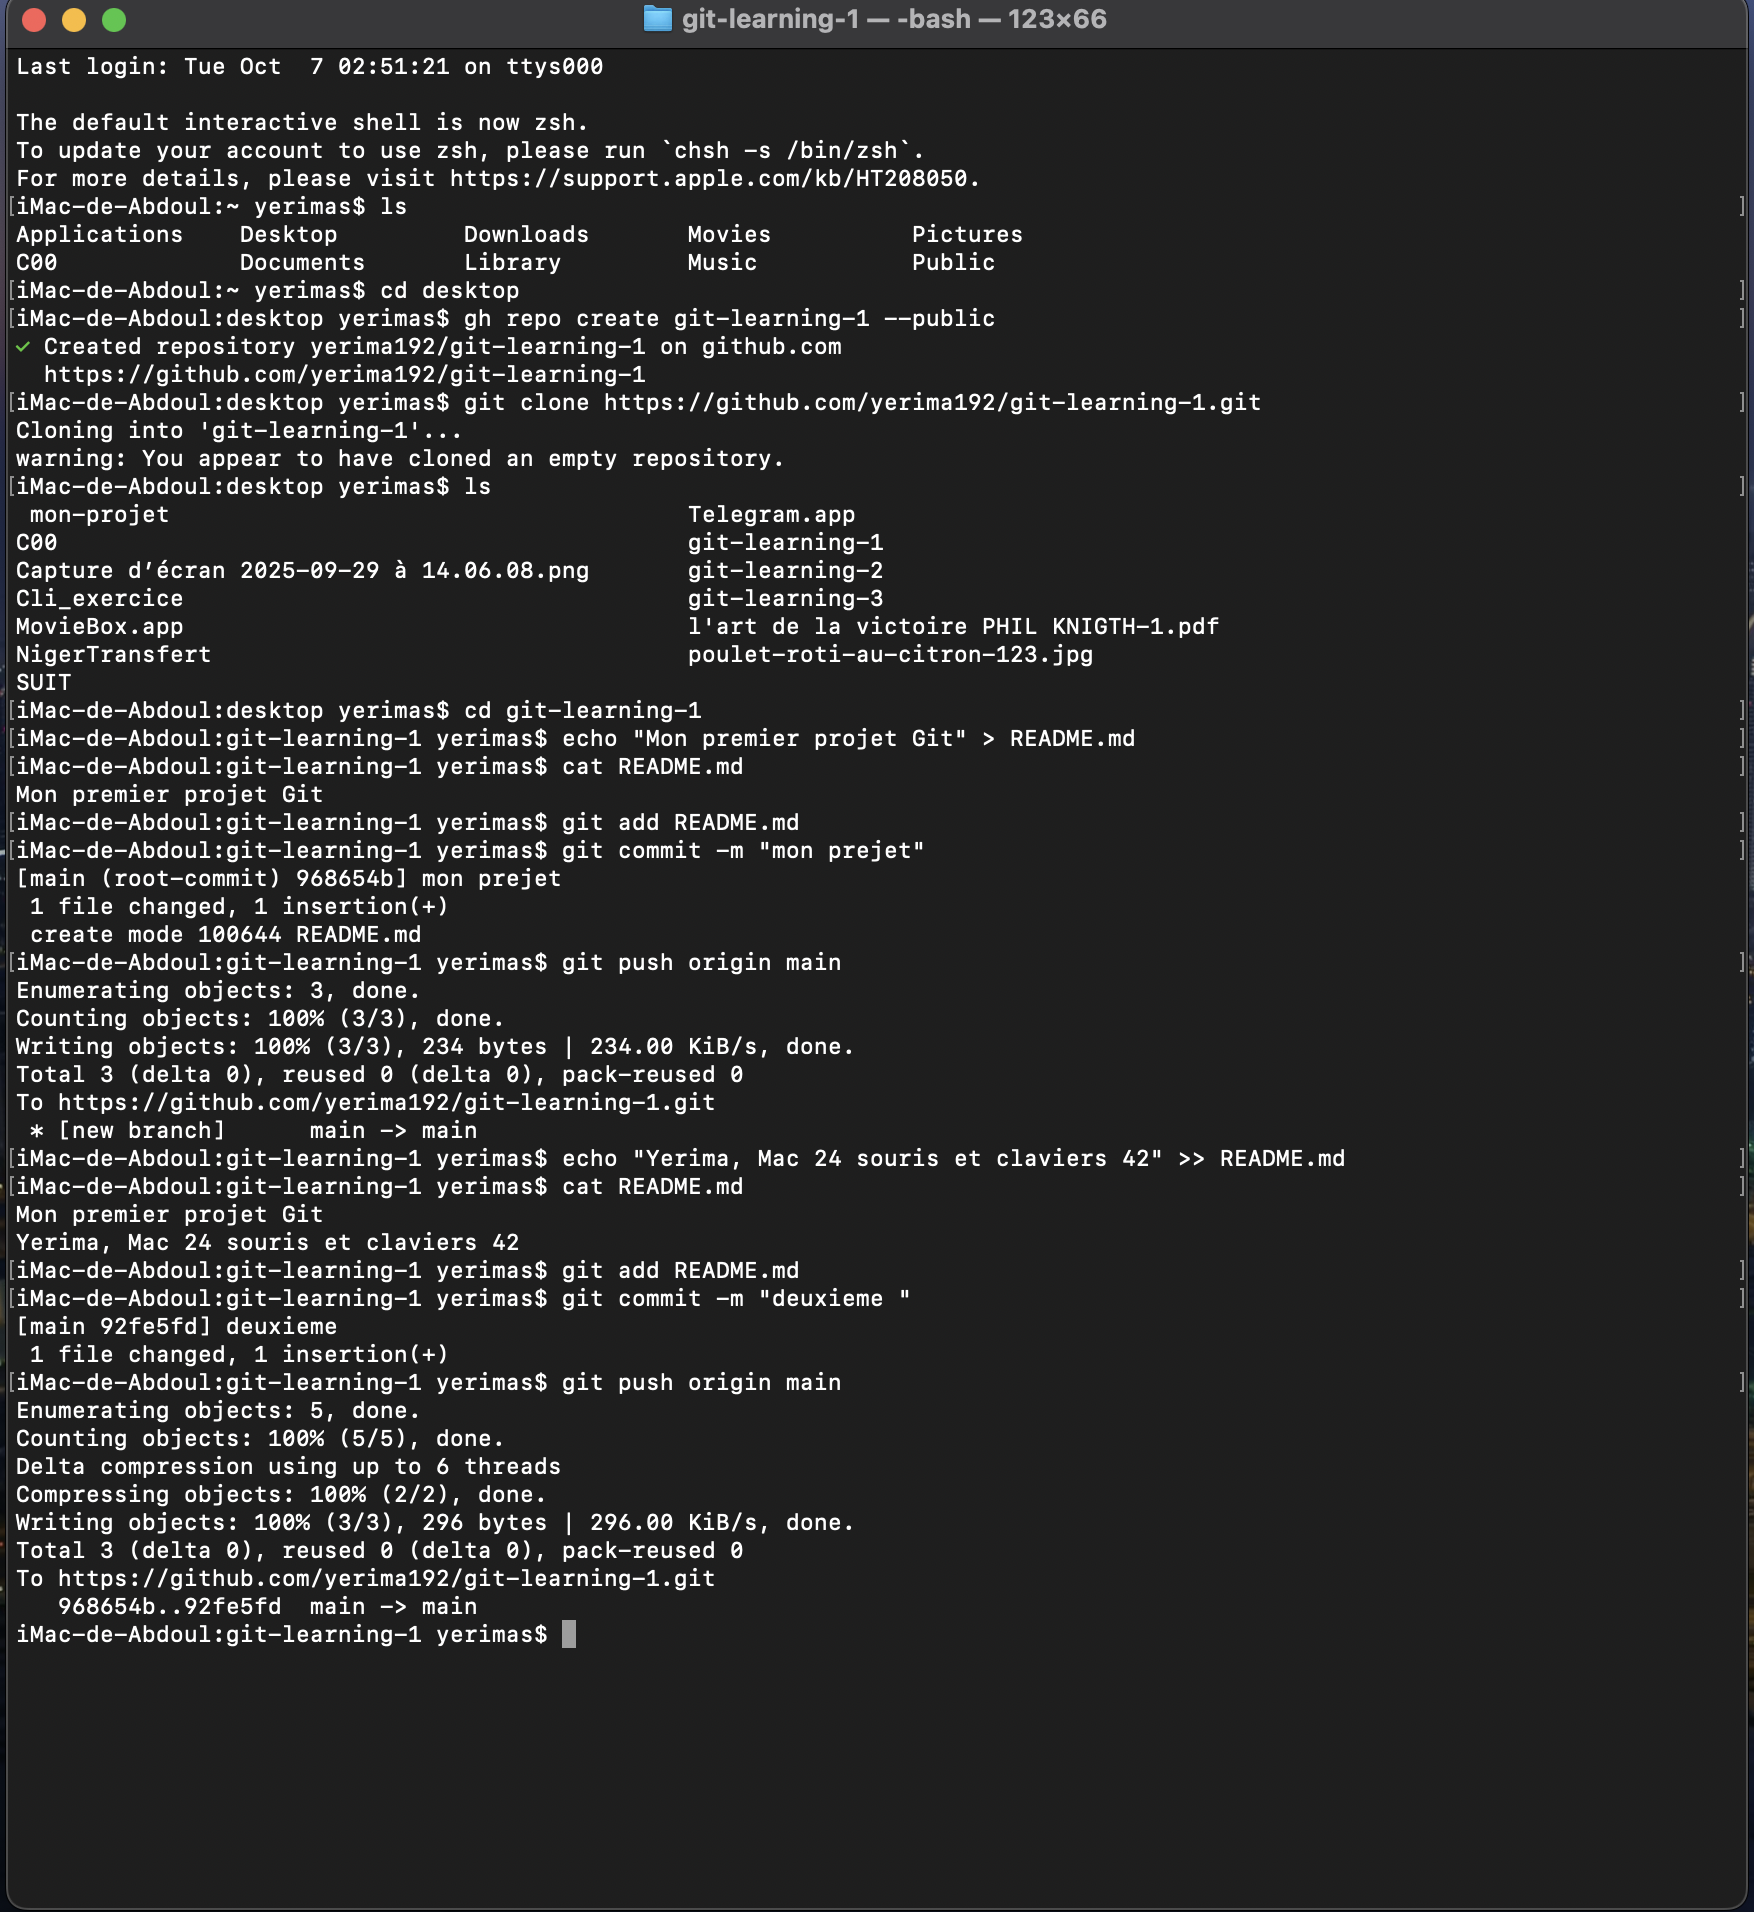 git-learning-1 — -bash — 123×66
Last login: Tue Oct  7 02:51:21 on ttys000
The default interactive shell is now zsh.
To update your account to use zsh, please run `chsh -s /bin/zsh`.
For more details, please visit https://support.apple.com/kb/HT208050.
[iMac-de-Abdoul:~ yerimas$ ls ]
Applications    Desktop         Downloads       Movies          Pictures
C00             Documents       Library         Music           Public
[iMac-de-Abdoul:~ yerimas$ cd desktop ]
[iMac-de-Abdoul:desktop yerimas$ gh repo create git-learning-1 --public ]
✓ Created repository yerima192/git-learning-1 on github.com
  https://github.com/yerima192/git-learning-1
[iMac-de-Abdoul:desktop yerimas$ git clone https://github.com/yerima192/git-learning-1.git ]
Cloning into 'git-learning-1'...
warning: You appear to have cloned an empty repository.
[iMac-de-Abdoul:desktop yerimas$ ls ]
 mon-projet                                     Telegram.app
C00                                             git-learning-1
Capture d’écran 2025-09-29 à 14.06.08.png       git-learning-2
Cli_exercice                                    git-learning-3
MovieBox.app                                    l'art de la victoire PHIL KNIGTH-1.pdf
NigerTransfert                                  poulet-roti-au-citron-123.jpg
SUIT
[iMac-de-Abdoul:desktop yerimas$ cd git-learning-1 ]
[iMac-de-Abdoul:git-learning-1 yerimas$ echo "Mon premier projet Git" > README.md ]
[iMac-de-Abdoul:git-learning-1 yerimas$ cat README.md ]
Mon premier projet Git
[iMac-de-Abdoul:git-learning-1 yerimas$ git add README.md ]
[iMac-de-Abdoul:git-learning-1 yerimas$ git commit -m "mon prejet" ]
[main (root-commit) 968654b] mon prejet
 1 file changed, 1 insertion(+)
 create mode 100644 README.md
[iMac-de-Abdoul:git-learning-1 yerimas$ git push origin main ]
Enumerating objects: 3, done.
Counting objects: 100% (3/3), done.
Writing objects: 100% (3/3), 234 bytes | 234.00 KiB/s, done.
Total 3 (delta 0), reused 0 (delta 0), pack-reused 0
To https://github.com/yerima192/git-learning-1.git
 * [new branch]      main -> main
[iMac-de-Abdoul:git-learning-1 yerimas$ echo "Yerima, Mac 24 souris et claviers 42" >> README.md ]
[iMac-de-Abdoul:git-learning-1 yerimas$ cat README.md ]
Mon premier projet Git
Yerima, Mac 24 souris et claviers 42
[iMac-de-Abdoul:git-learning-1 yerimas$ git add README.md ]
[iMac-de-Abdoul:git-learning-1 yerimas$ git commit -m "deuxieme " ]
[main 92fe5fd] deuxieme
 1 file changed, 1 insertion(+)
[iMac-de-Abdoul:git-learning-1 yerimas$ git push origin main ]
Enumerating objects: 5, done.
Counting objects: 100% (5/5), done.
Delta compression using up to 6 threads
Compressing objects: 100% (2/2), done.
Writing objects: 100% (3/3), 296 bytes | 296.00 KiB/s, done.
Total 3 (delta 0), reused 0 (delta 0), pack-reused 0
To https://github.com/yerima192/git-learning-1.git
   968654b..92fe5fd  main -> main
iMac-de-Abdoul:git-learning-1 yerimas$